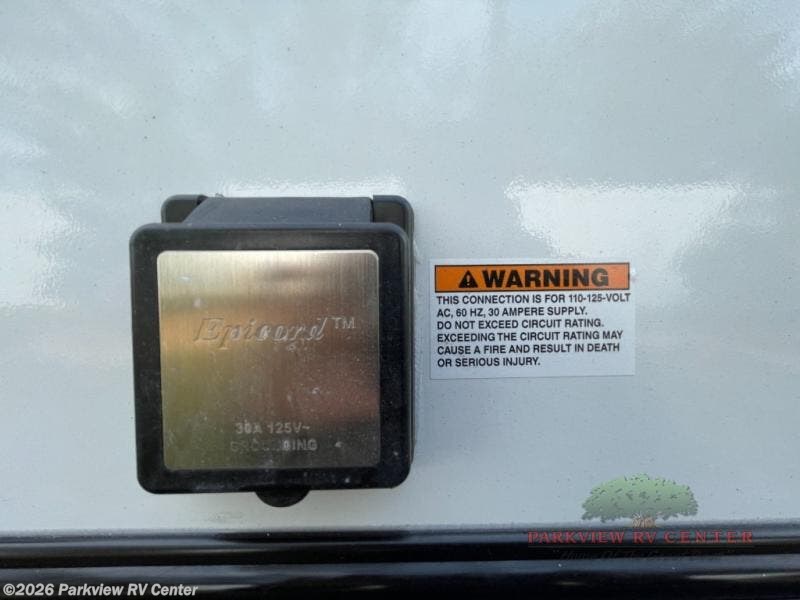 Epicord™
30A 125V~
GROUNDING
⚠WARNING
THIS CONNECTION IS FOR 110-125-VOLT
AC, 60 HZ, 30 AMPERE SUPPLY.
DO NOT EXCEED CIRCUIT RATING.
EXCEEDING THE CIRCUIT RATING MAY
CAUSE A FIRE AND RESULT IN DEATH
OR SERIOUS INJURY.
PARKVIEW RV CENTER
©2026 Parkview RV Center